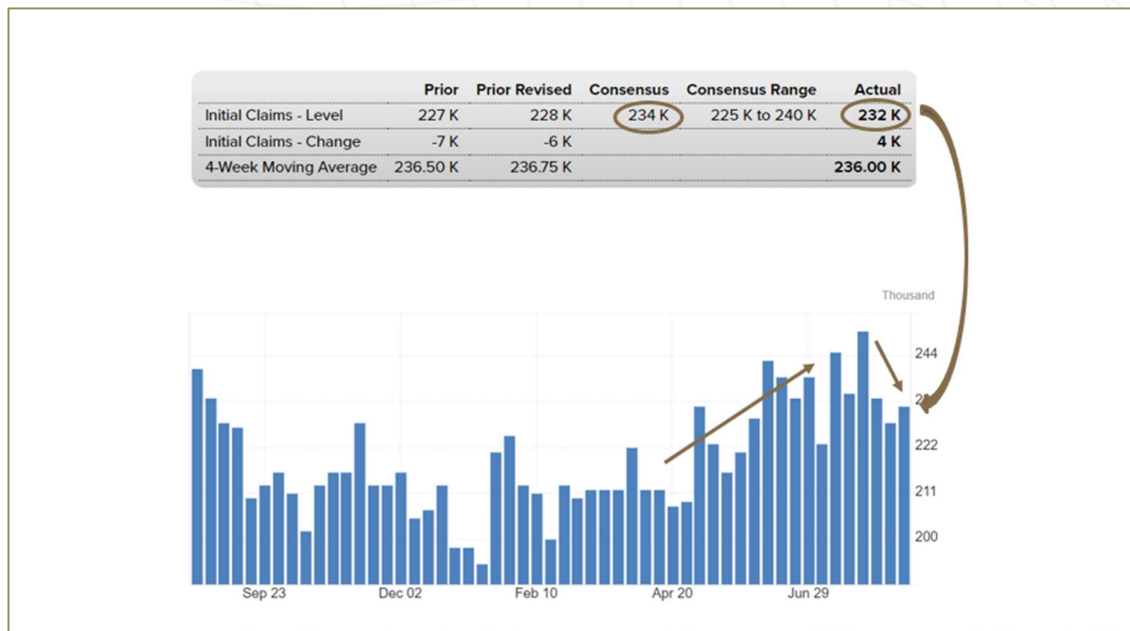 Prior Prior Revised Consensus Consensus Range Actual
Initial Claims - Level 227 K 228 K 234 K 225 K to 240 K 232 K
Initial Claims - Change -7 K -6 K 4 K
4-Week Moving Average 236.50 K 236.75 K 236.00 K
Thousand
244
222
211
200
Sep 23 Dec 02 Feb 10 Apr 20 Jun 29